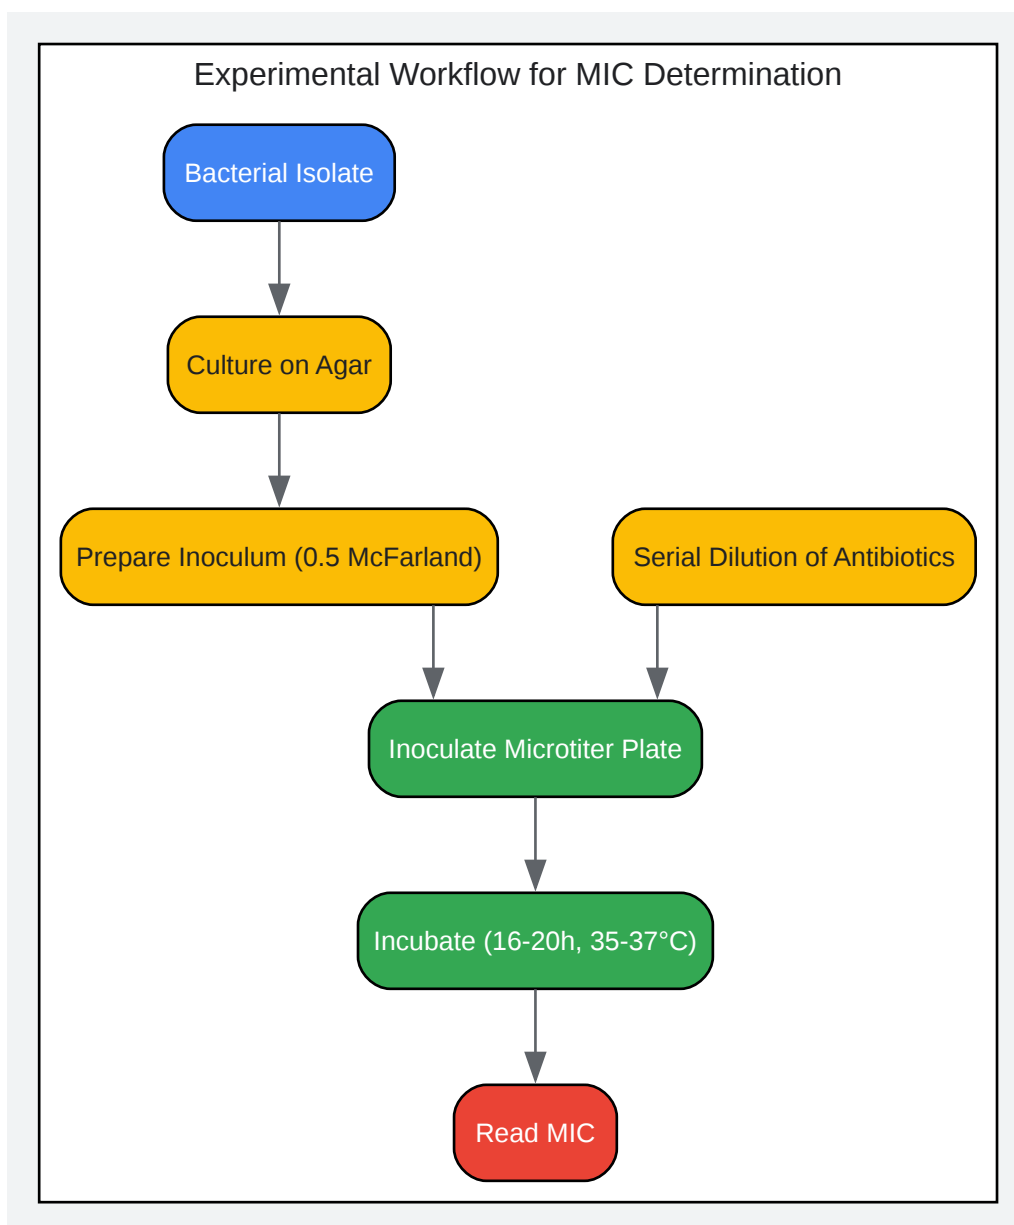 Experimental Workflow for MIC Determination
Bacterial Isolate
Culture on Agar
Prepare Inoculum (0.5 McFarland)
Serial Dilution of Antibiotics
Inoculate Microtiter Plate
Incubate (16-20h, 35-37°C)
Read MIC